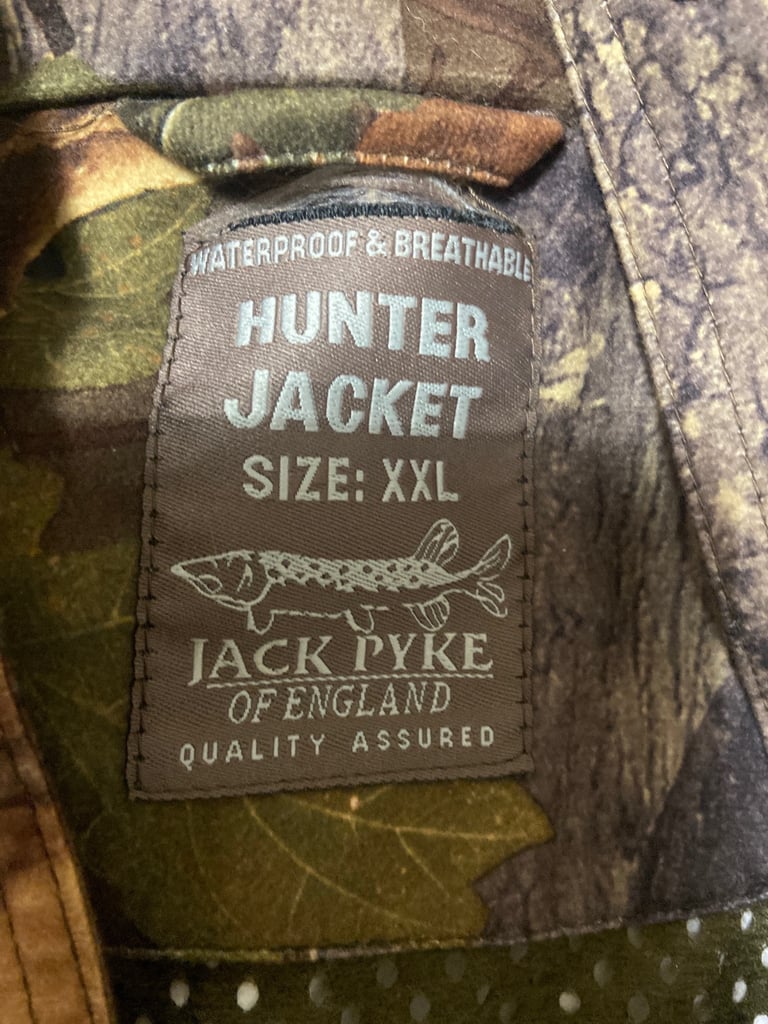 WATERPROOF & BREATHABLE
HUNTER
JACKET
SIZE: XXL
JACK PYKE
OF ENGLAND
QUALITY ASSURED